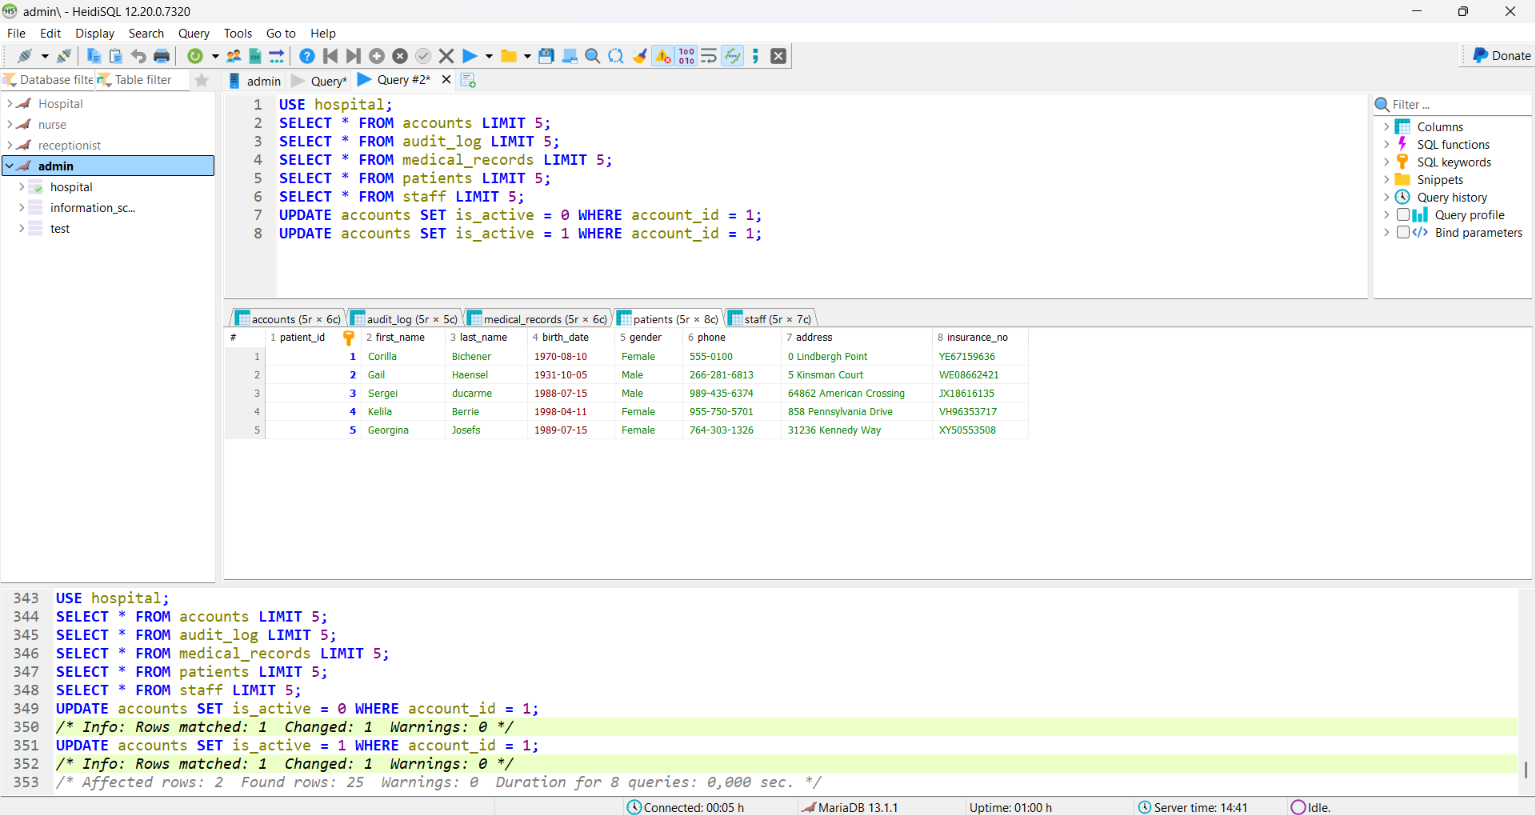 admin\ - HeidiSQL 12.20.0.7320
File Edit Display Search Query Tools Go to Help
Donate
Database filte Table filter
admin Query* Query #2*
Hospital
nurse
receptionist
admin
hospital
information_sc...
test
1 USE hospital;
2 SELECT * FROM accounts LIMIT 5;
3 SELECT * FROM audit_log LIMIT 5;
4 SELECT * FROM medical_records LIMIT 5;
5 SELECT * FROM patients LIMIT 5;
6 SELECT * FROM staff LIMIT 5;
7 UPDATE accounts SET is_active = 0 WHERE account_id = 1;
8 UPDATE accounts SET is_active = 1 WHERE account_id = 1;
Filter ...
Columns
SQL functions
SQL keywords
Snippets
Query history
Query profile
Bind parameters
accounts (5r × 6c) audit_log (5r × 5c) medical_records (5r × 6c) patients (5r × 8c) staff (5r × 7c)
# 1 patient_id 2 first_name 3 last_name 4 birth_date 5 gender 6 phone 7 address 8 insurance_no
1 1 Corilla Bichener 1970-08-10 Female 555-0100 0 Lindbergh Point YE67159636
2 2 Gail Haensel 1931-10-05 Male 266-281-6813 5 Kinsman Court WE08662421
3 3 Sergei ducarme 1988-07-15 Male 989-435-6374 64862 American Crossing JX18616135
4 4 Kelila Berrie 1998-04-11 Female 955-750-5701 858 Pennsylvania Drive VH96353717
5 5 Georgina Josefs 1989-07-15 Female 764-303-1326 31236 Kennedy Way XY50553508
343 USE hospital;
344 SELECT * FROM accounts LIMIT 5;
345 SELECT * FROM audit_log LIMIT 5;
346 SELECT * FROM medical_records LIMIT 5;
347 SELECT * FROM patients LIMIT 5;
348 SELECT * FROM staff LIMIT 5;
349 UPDATE accounts SET is_active = 0 WHERE account_id = 1;
350 /* Info: Rows matched: 1 Changed: 1 Warnings: 0 */
351 UPDATE accounts SET is_active = 1 WHERE account_id = 1;
352 /* Info: Rows matched: 1 Changed: 1 Warnings: 0 */
353 /* Affected rows: 2 Found rows: 25 Warnings: 0 Duration for 8 queries: 0,000 sec. */
Connected: 00:05 h MariaDB 13.1.1 Uptime: 01:00 h Server time: 14:41 Idle.